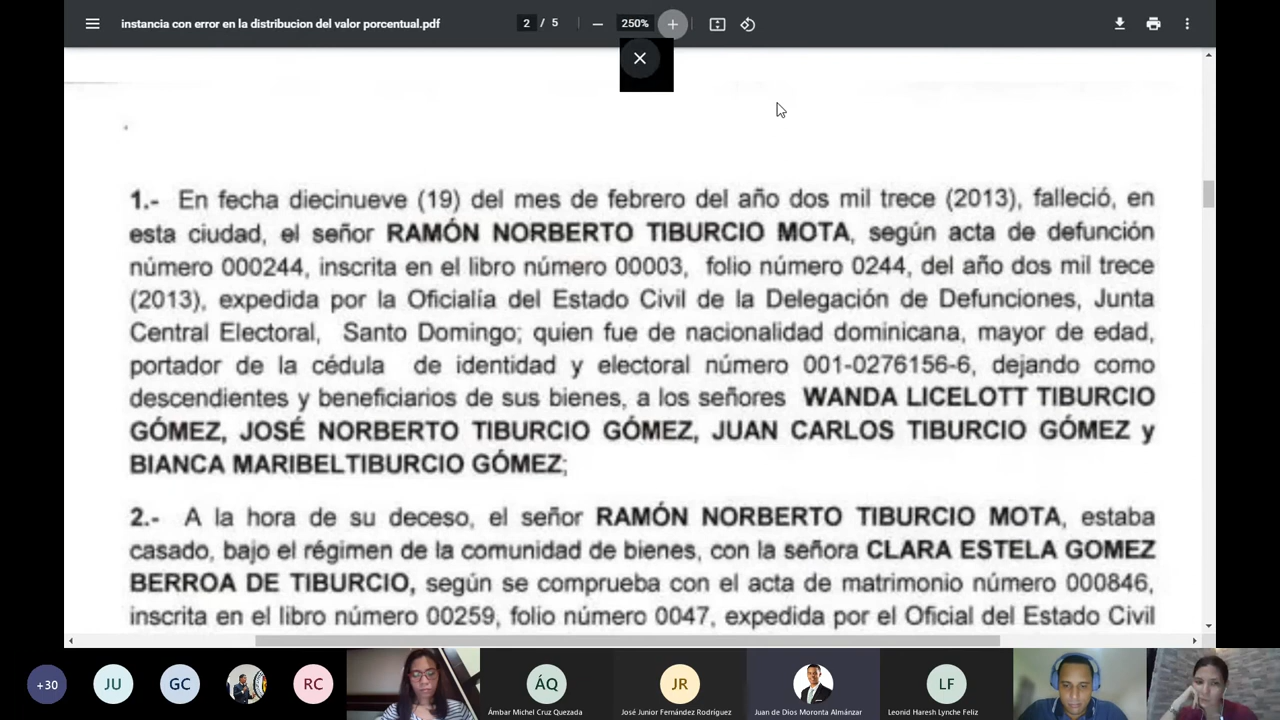 instancia con error en la distribucion del valor porcentual.pdf
2 / 5
250%
1.- En fecha diecinueve (19) del mes de febrero del año dos mil trece (2013), falleció, en
esta ciudad, el señor RAMÓN NORBERTO TIBURCIO MOTA, según acta de defunción
número 000244, inscrita en el libro número 00003, folio número 0244, del año dos mil trece
(2013), expedida por la Oficialía del Estado Civil de la Delegación de Defunciones, Junta
Central Electoral, Santo Domingo; quien fue de nacionalidad dominicana, mayor de edad,
portador de la cédula de identidad y electoral número 001-0276156-6, dejando como
descendientes y beneficiarios de sus bienes, a los señores WANDA LICELOTT TIBURCIO
GÓMEZ, JOSÉ NORBERTO TIBURCIO GÓMEZ, JUAN CARLOS TIBURCIO GÓMEZ y
BIANCA MARIBELTIBURCIO GÓMEZ;
2.- A la hora de su deceso, el señor RAMÓN NORBERTO TIBURCIO MOTA, estaba
casado, bajo el régimen de la comunidad de bienes, con la señora CLARA ESTELA GOMEZ
BERROA DE TIBURCIO, según se comprueba con el acta de matrimonio número 000846,
inscrita en el libro número 00259, folio número 0047, expedida por el Oficial del Estado Civil
+30
JU
GC
RC
ÁQ
Ámbar Michel Cruz Quezada
JR
José Junior Fernández Rodríguez
Juan de Dios Moronta Almánzar
LF
Leonid Haresh Lynche Feliz